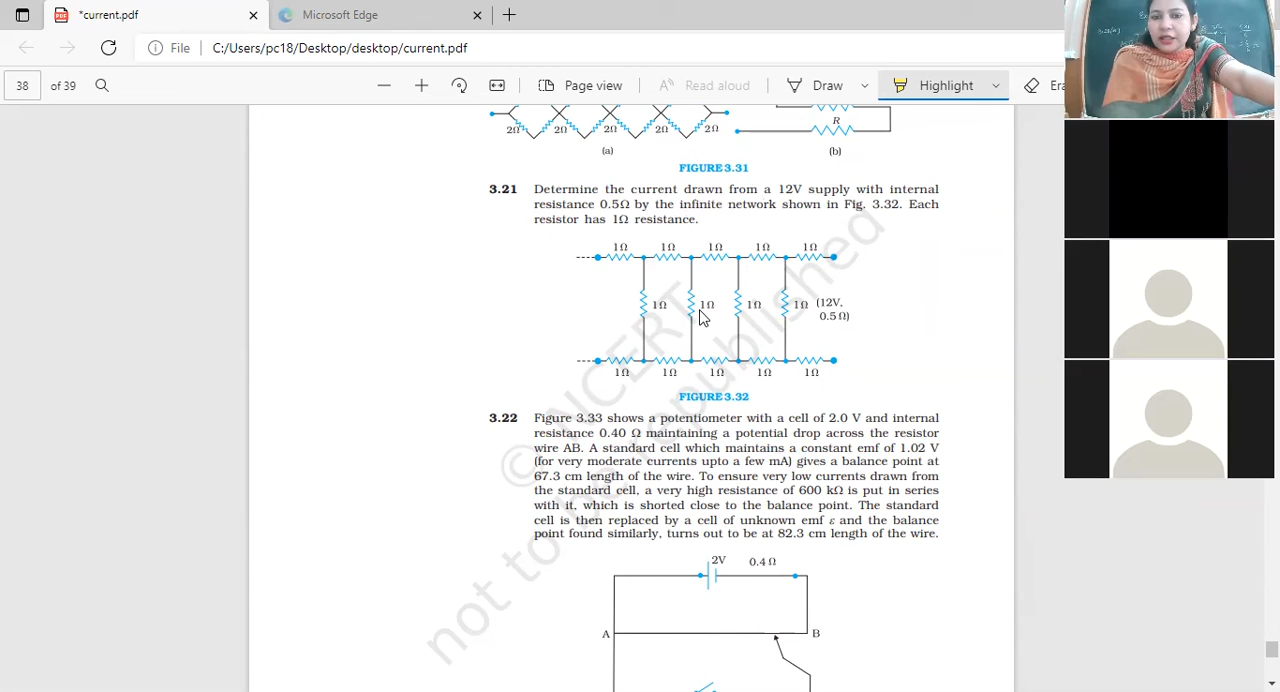 *current.pdf
Microsoft Edge
File
C:/Users/pc18/Desktop/desktop/current.pdf
38 of 39
Page view
Read aloud
Draw
Highlight
Era
2Ω 2Ω 2Ω 2Ω 2Ω
R
(a) (b)
FIGURE 3.31
3.21 Determine the current drawn from a 12V supply with internal
resistance 0.5Ω by the infinite network shown in Fig. 3.32. Each
resistor has 1Ω resistance.
1Ω 1Ω 1Ω 1Ω 1Ω
1Ω 1Ω 1Ω 1Ω (12V,
0.5Ω)
1Ω 1Ω 1Ω 1Ω 1Ω
FIGURE 3.32
3.22 Figure 3.33 shows a potentiometer with a cell of 2.0 V and internal
resistance 0.40 Ω maintaining a potential drop across the resistor
wire AB. A standard cell which maintains a constant emf of 1.02 V
(for very moderate currents upto a few mA) gives a balance point at
67.3 cm length of the wire. To ensure very low currents drawn from
the standard cell, a very high resistance of 600 kΩ is put in series
with it, which is shorted close to the balance point. The standard
cell is then replaced by a cell of unknown emf ε and the balance
point found similarly, turns out to be at 82.3 cm length of the wire.
2V 0.4Ω
A B
© NCERT
not to be republished